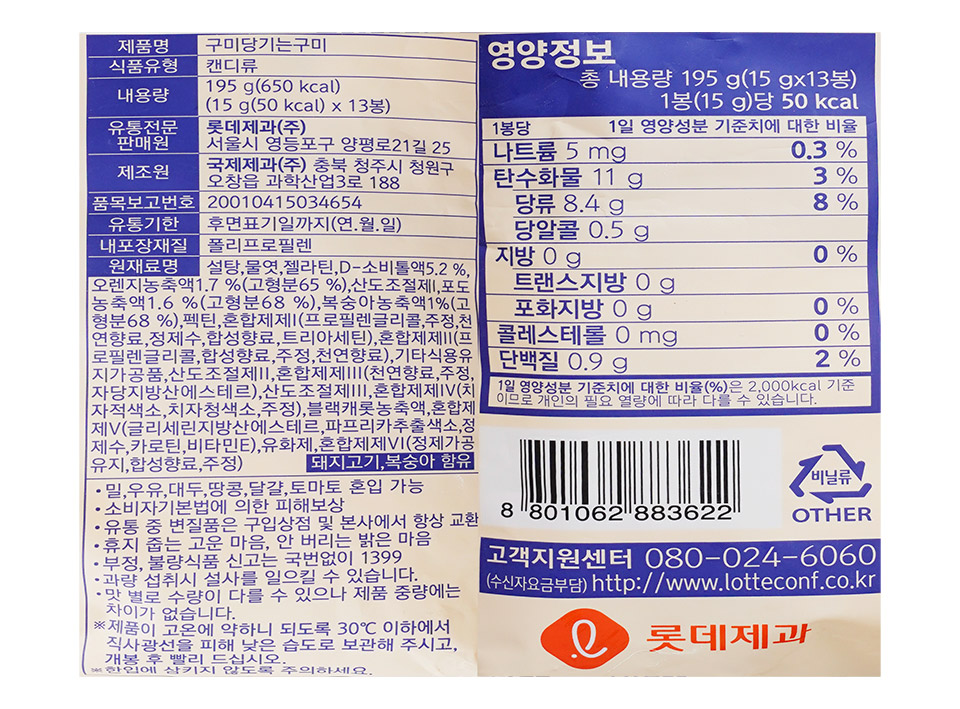 제품명 구미당기는구미
식품유형 캔디류
내용량 195 g(650 kcal)
(15 g(50 kcal) x 13봉)
유통전문
판매원 롯데제과(주)
서울시 영등포구 양평로21길 25
제조원 국제제과(주) 충북 청주시 청원구
오창읍 과학산업3로 188
품목보고번호 20010415034654
유통기한 후면표기일까지(연.월.일)
내포장재질 폴리프로필렌
원재료명 설탕,물엿,젤라틴,D-소비톨액5.2 %,
오렌지농축액1.7 %(고형분65 %),산도조절제I,포도
농축액1.6 %(고형분68 %),복숭아농축액1%(고
형분68 %),펙틴,혼합제제I(프로필렌글리콜,주정,천
연향료,정제수,합성향료,트리아세틴),혼합제제II(프
로필렌글리콜,합성향료,주정,천연향료),기타식용유
지가공품,산도조절제II,혼합제제III(천연향료,주정,
자당지방산에스테르),산도조절제III,혼합제제IV(치
자적색소,치자청색소,주정),블랙캐롯농축액,혼합제
제V(글리세린지방산에스테르,파프리카추출색소,정
제수,카로틴,비타민E),유화제,혼합제제VI(정제가공
유지,합성향료,주정) 돼지고기,복숭아 함유
•밀,우유,대두,땅콩,달걀,토마토 혼입 가능
•소비자기본법에 의한 피해보상
•유통 중 변질품은 구입상점 및 본사에서 항상 교환
•휴지 줍는 고운 마음, 안 버리는 밝은 마음
•부정, 불량식품 신고는 국번없이 1399
•과량 섭취시 설사를 일으킬 수 있습니다.
•맛 별로 수량이 다를 수 있으나 제품 중량에는
차이가 없습니다.
※제품이 고온에 약하니 되도록 30℃ 이하에서
직사광선을 피해 낮은 습도로 보관해 주시고,
개봉 후 빨리 드십시오.
※한입에 삼키지 않도록 주의하세요.
영양정보
총 내용량 195 g(15 gx13봉)
1봉(15 g)당 50 kcal
1봉당 1일 영양성분 기준치에 대한 비율
나트륨 5 mg 0.3 %
탄수화물 11 g 3 %
당류 8.4 g 8 %
당알콜 0.5 g
지방 0 g 0 %
트랜스지방 0 g
포화지방 0 g 0 %
콜레스테롤 0 mg 0 %
단백질 0.9 g 2 %
1일 영양성분 기준치에 대한 비율(%)은 2,000kcal 기준
이므로 개인의 필요 열량에 따라 다를 수 있습니다.
8 801062 883622
비닐류
OTHER
고객지원센터 080-024-6060
(수신자요금부담) http://www.lotteconf.co.kr
롯데제과